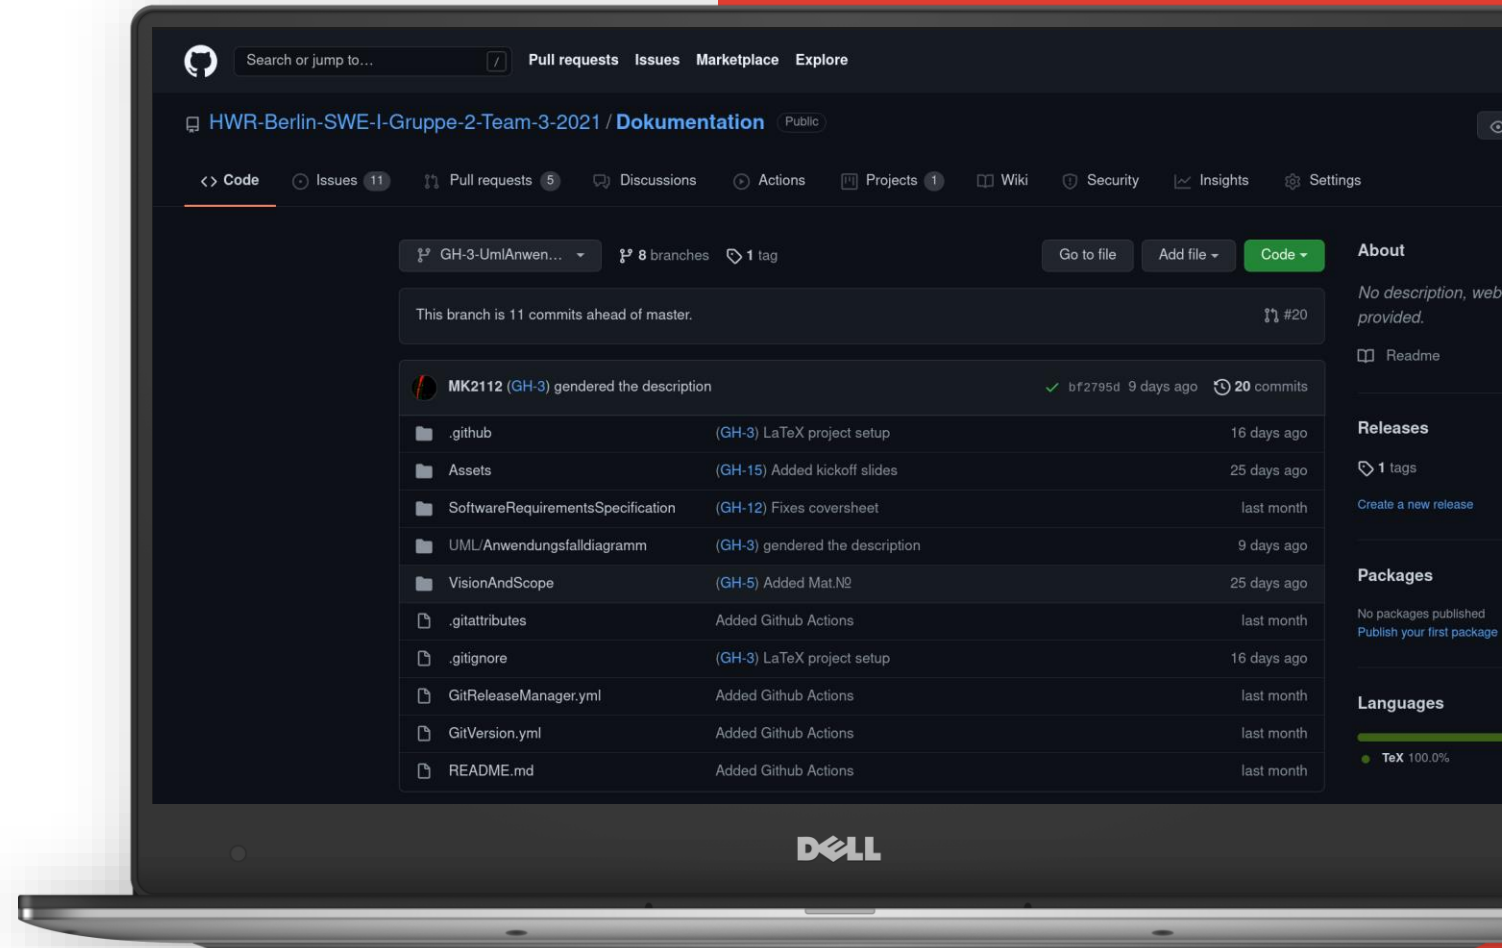 Search or jump to... / Pull requests Issues Marketplace Explore
HWR-Berlin-SWE-I-Gruppe-2-Team-3-2021 / Dokumentation Public
Code Issues 11 Pull requests 5 Discussions Actions Projects 1 Wiki Security Insights Settings
GH-3-UmlAnwen... 8 branches 1 tag Go to file Add file Code
This branch is 11 commits ahead of master. #20
MK2112 (GH-3) gendered the description bf2795d 9 days ago 20 commits
.github (GH-3) LaTeX project setup 16 days ago
Assets (GH-15) Added kickoff slides 25 days ago
SoftwareRequirementsSpecification (GH-12) Fixes coversheet last month
UML/Anwendungsfalldiagramm (GH-3) gendered the description 9 days ago
VisionAndScope (GH-5) Added Mat.№ 25 days ago
.gitattributes Added Github Actions last month
.gitignore (GH-3) LaTeX project setup 16 days ago
GitReleaseManager.yml Added Github Actions last month
GitVersion.yml Added Github Actions last month
README.md Added Github Actions last month
About
No description, web
provided.
Readme
Releases
1 tags
Create a new release
Packages
No packages published
Publish your first package
Languages
TeX 100.0%
DELL